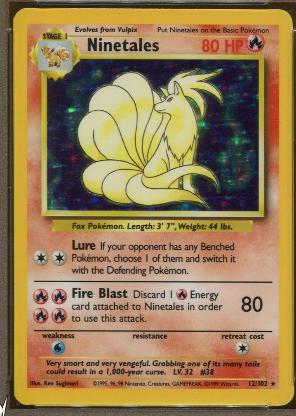 STAGE 1
Evolves from Vulpix
Put Ninetales on the Basic Pokémon
Ninetales
80 HP
Fox Pokémon. Length: 3' 7", Weight: 44 lbs.
Lure If your opponent has any Benched
Pokémon, choose 1 of them and switch it
with the Defending Pokémon.
Fire Blast Discard 1 Energy
card attached to Ninetales in order
to use this attack.
80
weakness
resistance
retreat cost
Very smart and very vengeful. Grabbing one of its many tails
could result in a 1,000-year curse. LV. 32 #38
Illus. Ken Sugimori
©1995, 96, 98 Nintendo, Creatures, GAMEFREAK. ©1999 Wizards.
12/102